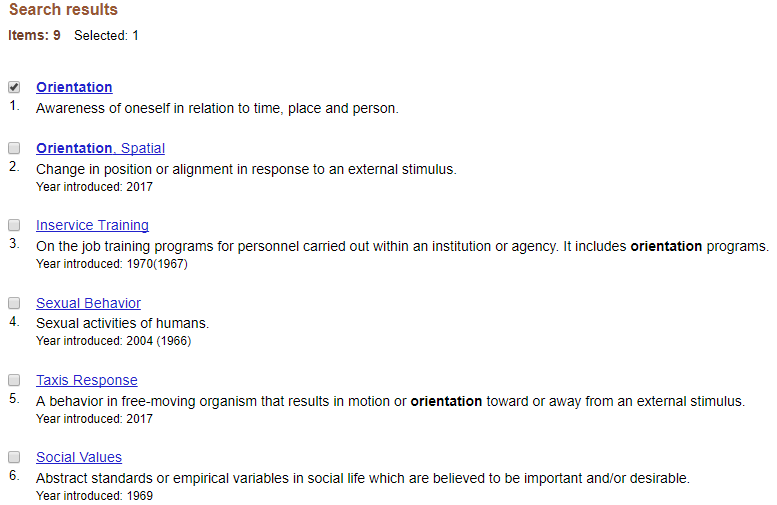 Search results
Items: 9 Selected: 1
Orientation
1. Awareness of oneself in relation to time, place and person.
Orientation, Spatial
2. Change in position or alignment in response to an external stimulus.
Year introduced: 2017
Inservice Training
3. On the job training programs for personnel carried out within an institution or agency. It includes orientation programs.
Year introduced: 1970(1967)
Sexual Behavior
4. Sexual activities of humans.
Year introduced: 2004 (1966)
Taxis Response
5. A behavior in free-moving organism that results in motion or orientation toward or away from an external stimulus.
Year introduced: 2017
Social Values
6. Abstract standards or empirical variables in social life which are believed to be important and/or desirable.
Year introduced: 1969